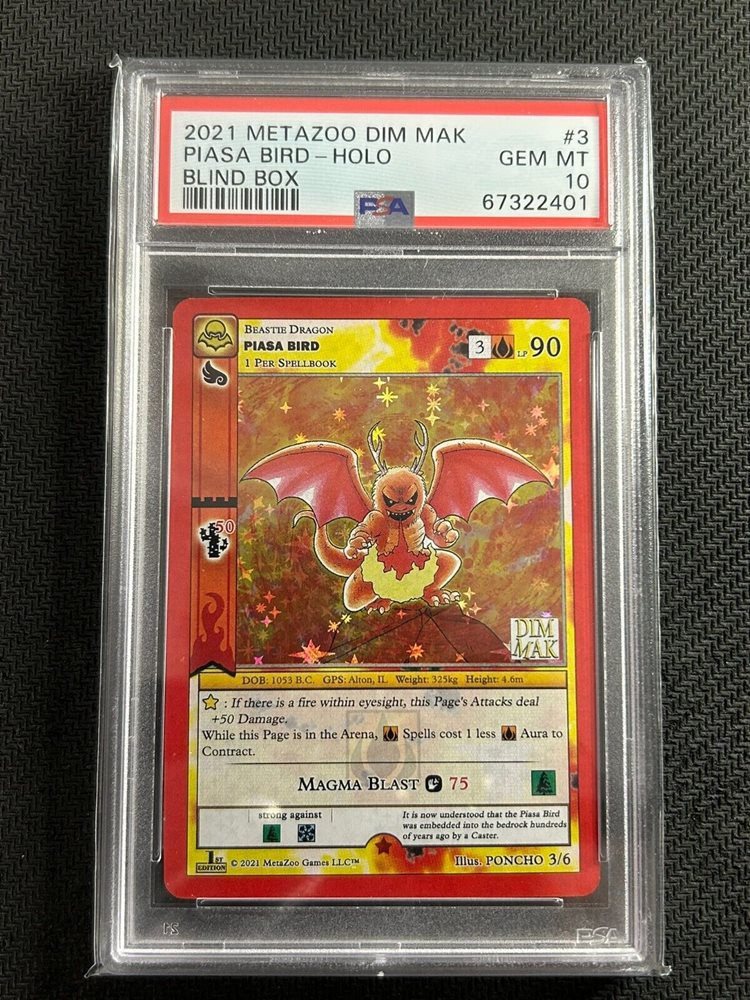 2021 METAZOO DIM MAK #3
PIASA BIRD-HOLO GEM MT
BLIND BOX 10
PSA 67322401
BEASTIE DRAGON
PIASA BIRD 3 LP 90
1 PER SPELLBOOK
50
DIM
MAK
DOB: 1053 B.C. GPS: Alton, IL Weight: 325kg Height: 4.6m
: If there is a fire within eyesight, this Page's Attacks deal
+50 Damage.
While this Page is in the Arena, Spells cost 1 less Aura to
Contract.
MAGMA BLAST 75
strong against
It is now understood that the Piasa Bird
was embedded into the bedrock hundreds
of years ago by a Caster.
1ST
EDITION
© 2021 MetaZoo Games LLC™ Illus. PONCHO 3/6
PSA